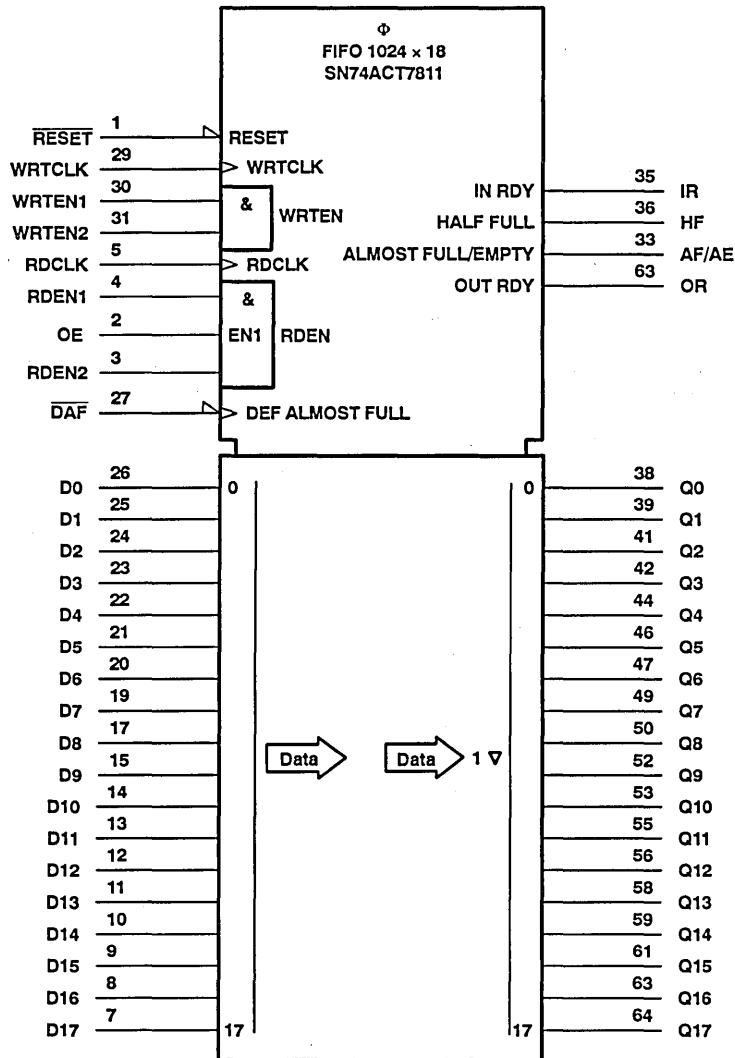 Φ
FIFO 1024 × 18
SN74ACT7811
RESET 1 RESET
WRTCLK 29 WRTCLK
WRTEN1 30 &
WRTEN
WRTEN2 31
RDCLK 5 RDCLK
RDEN1 4 &
OE 2 EN1 RDEN
RDEN2 3
DAF 27 DEF ALMOST FULL
IN RDY 35 IR
HALF FULL 36 HF
ALMOST FULL/EMPTY 33 AF/AE
OUT RDY 63 OR
D0 26 0
D1 25
D2 24
D3 23
D4 22
D5 21
D6 20
D7 19
D8 17
D9 15
D10 14
D11 13
D12 12
D13 11
D14 10
D15 9
D16 8
D17 7 17
Data Data 1 ∇
0 38 Q0
39 Q1
41 Q2
42 Q3
44 Q4
46 Q5
47 Q6
49 Q7
50 Q8
52 Q9
53 Q10
55 Q11
56 Q12
58 Q13
59 Q14
61 Q15
63 Q16
17 64 Q17